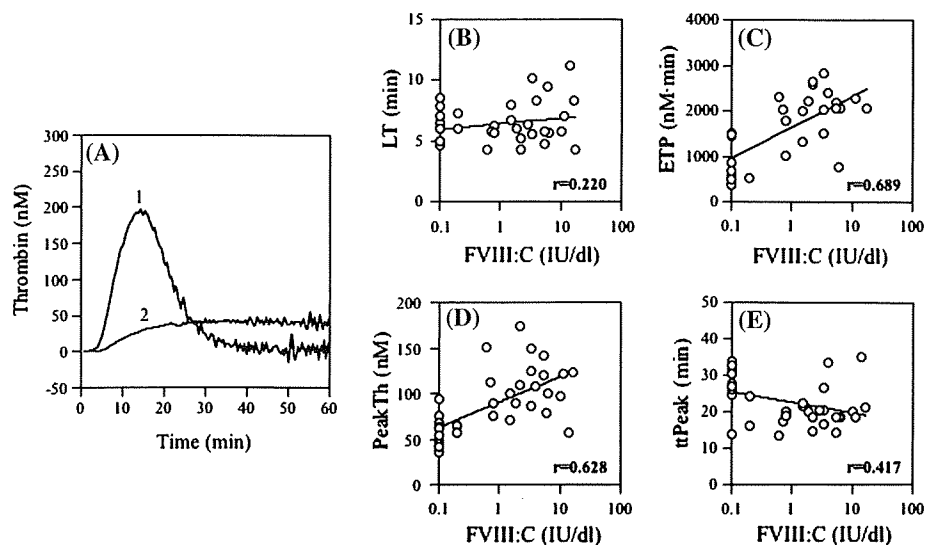 (A)
Thrombin (nM)
300
250
200
150
100
50
0
-50
1
2
0 10 20 30 40 50 60
Time (min)
(B)
LT (min)
15
10
5
0
r=0.220
0.1 1 10 100
FVIII:C (IU/dl)
(C)
ETP (nM·min)
4000
3000
2000
1000
0
r=0.689
0.1 1 10 100
FVIII:C (IU/dl)
(D)
PeakTh (nM)
200
150
100
50
0
r=0.628
0.1 1 10 100
FVIII:C (IU/dl)
(E)
ttPeak (min)
50
40
30
20
10
0
r=0.417
0.1 1 10 100
FVIII:C (IU/dl)